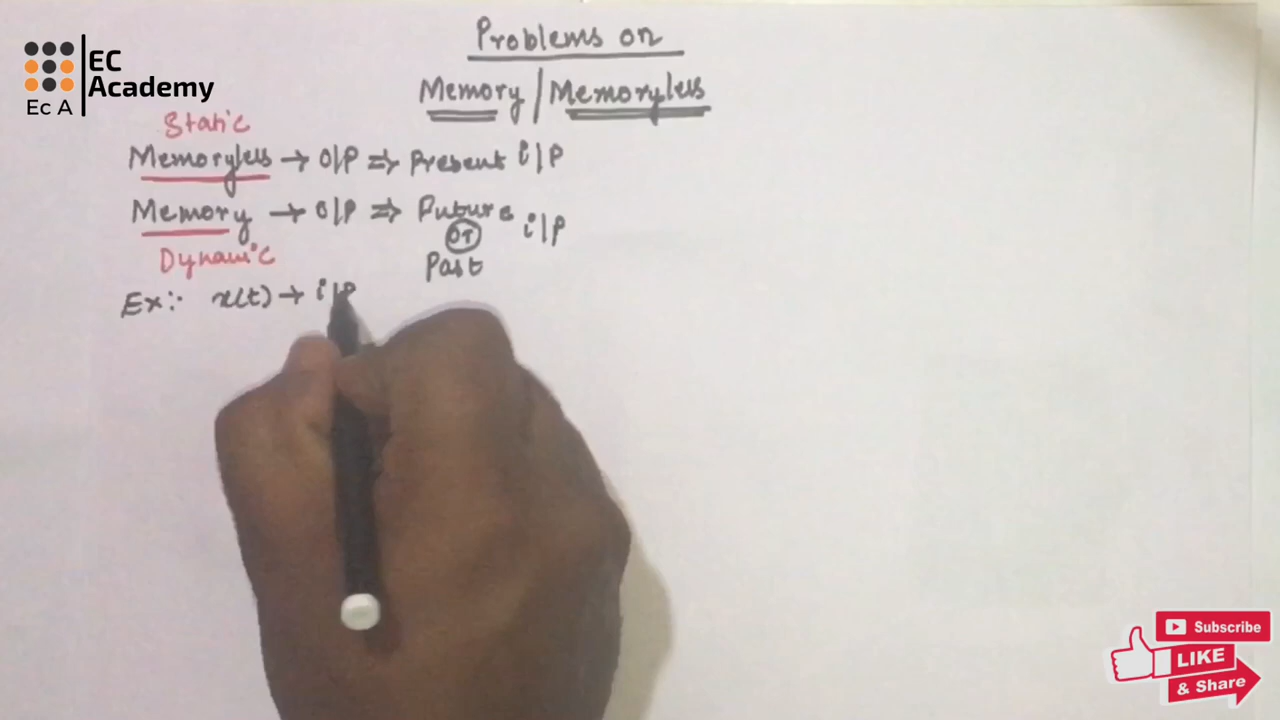 EC
Academy
Ec A
Problems on
Memory / Memoryless
Static
Memoryless → O/P ⇒ Present i/P
Memory → O/P ⇒ Future
or i/P
Past
Dynamic
Ex:- x(t) → i/P
Subscribe
LIKE
& Share